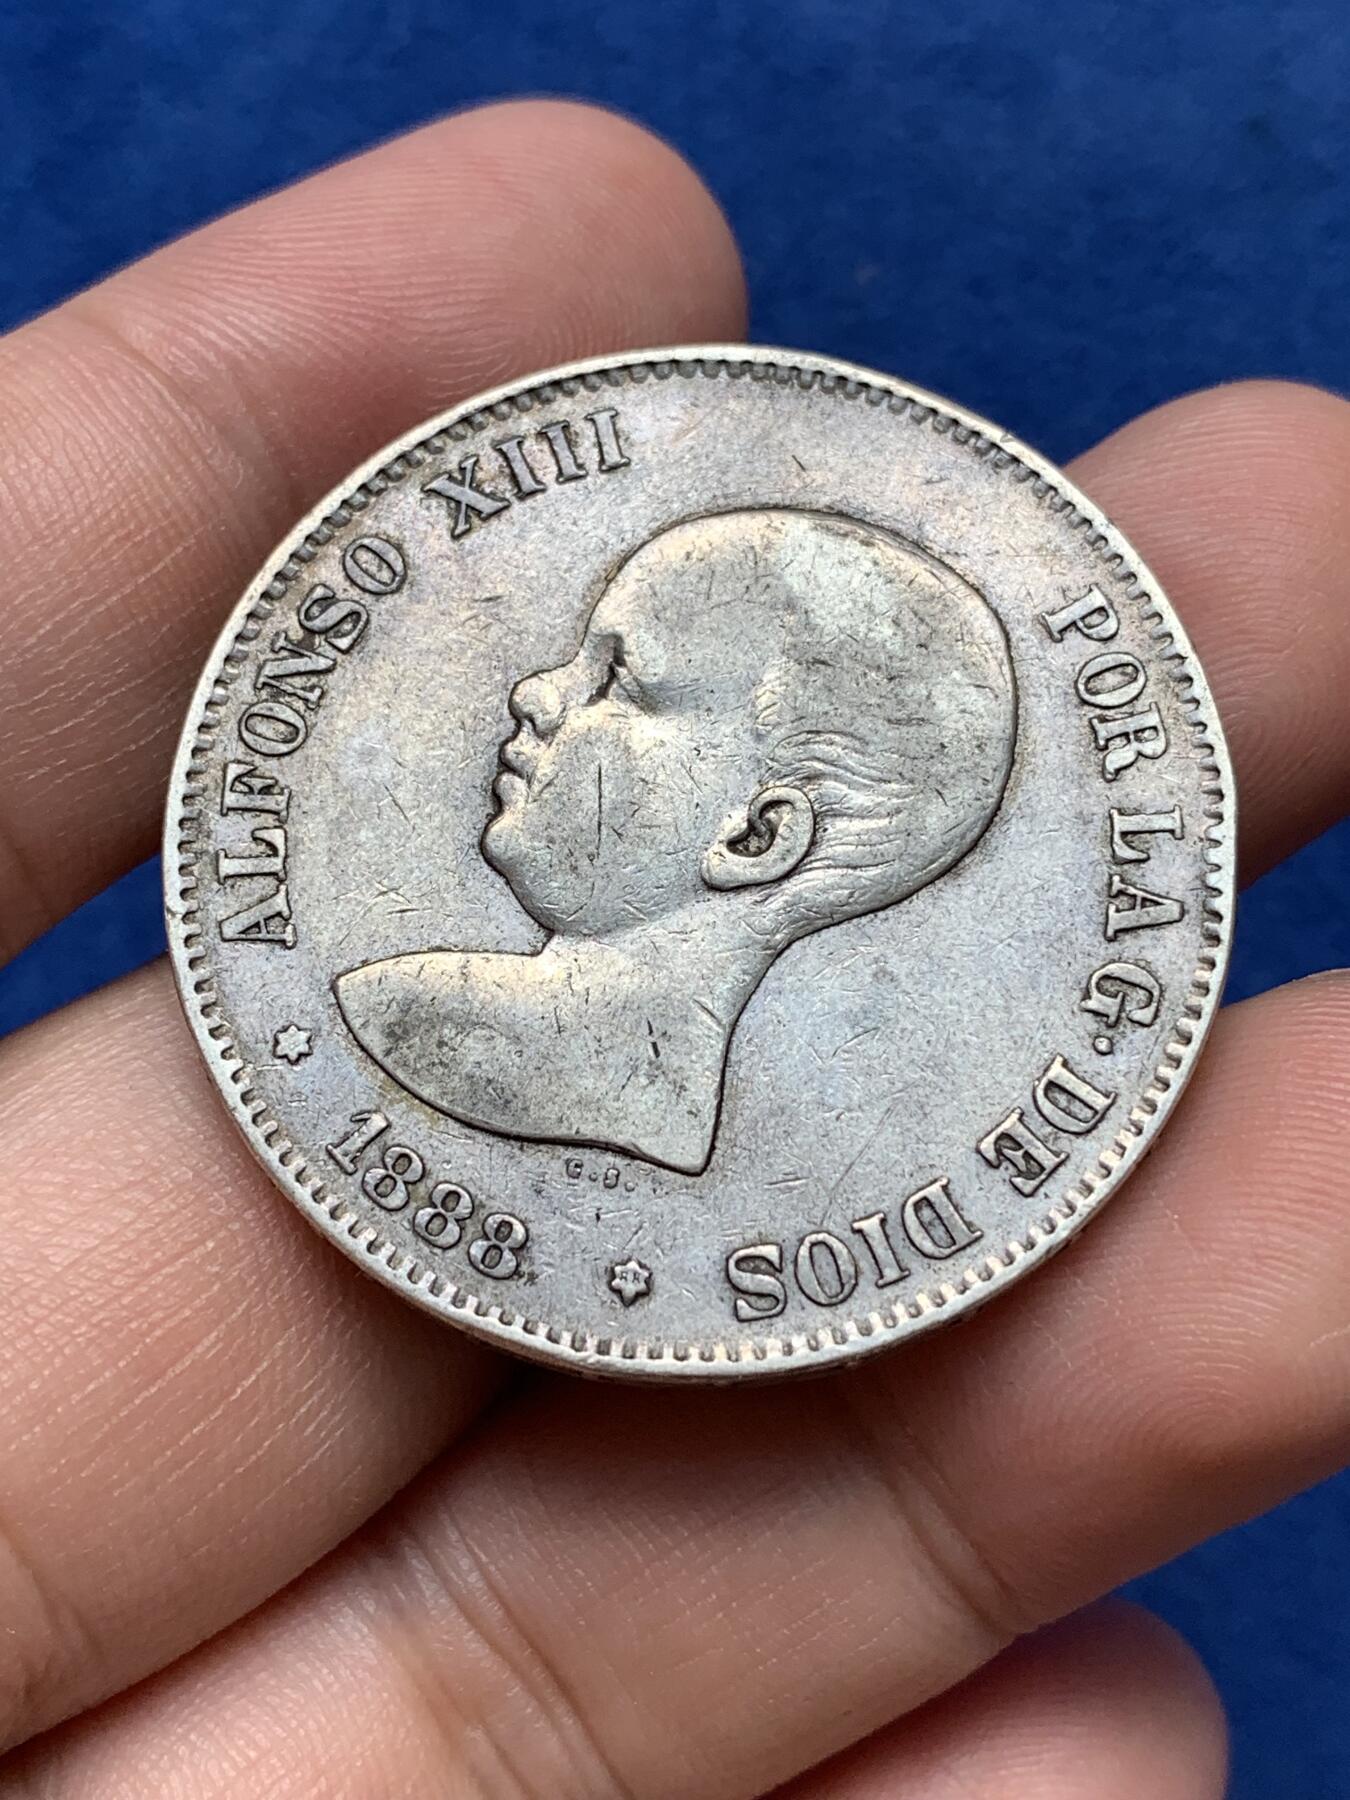 ALFONSO XIII
POR LA G. DE DIOS
1888
G.S.